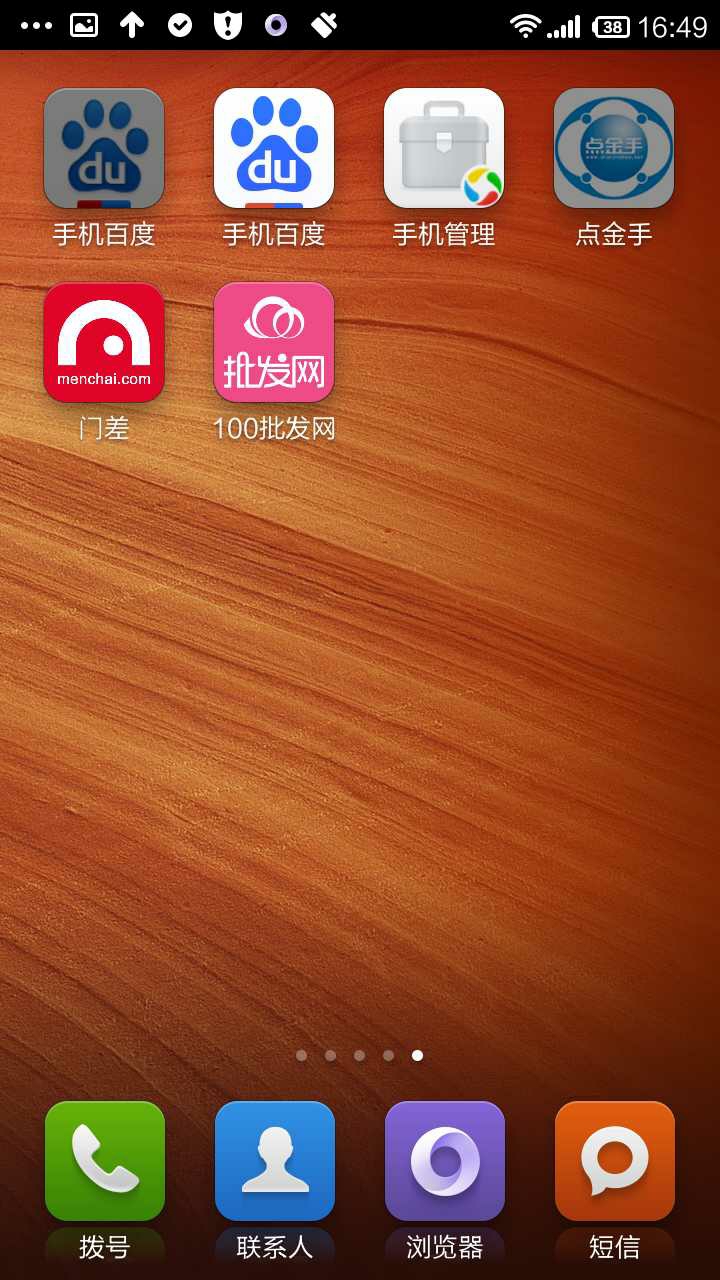 38 16:49
du
du
点金手
手机百度
手机百度
手机管理
点金手
menchai.com
批发网
门差
100批发网
拨号
联系人
浏览器
短信